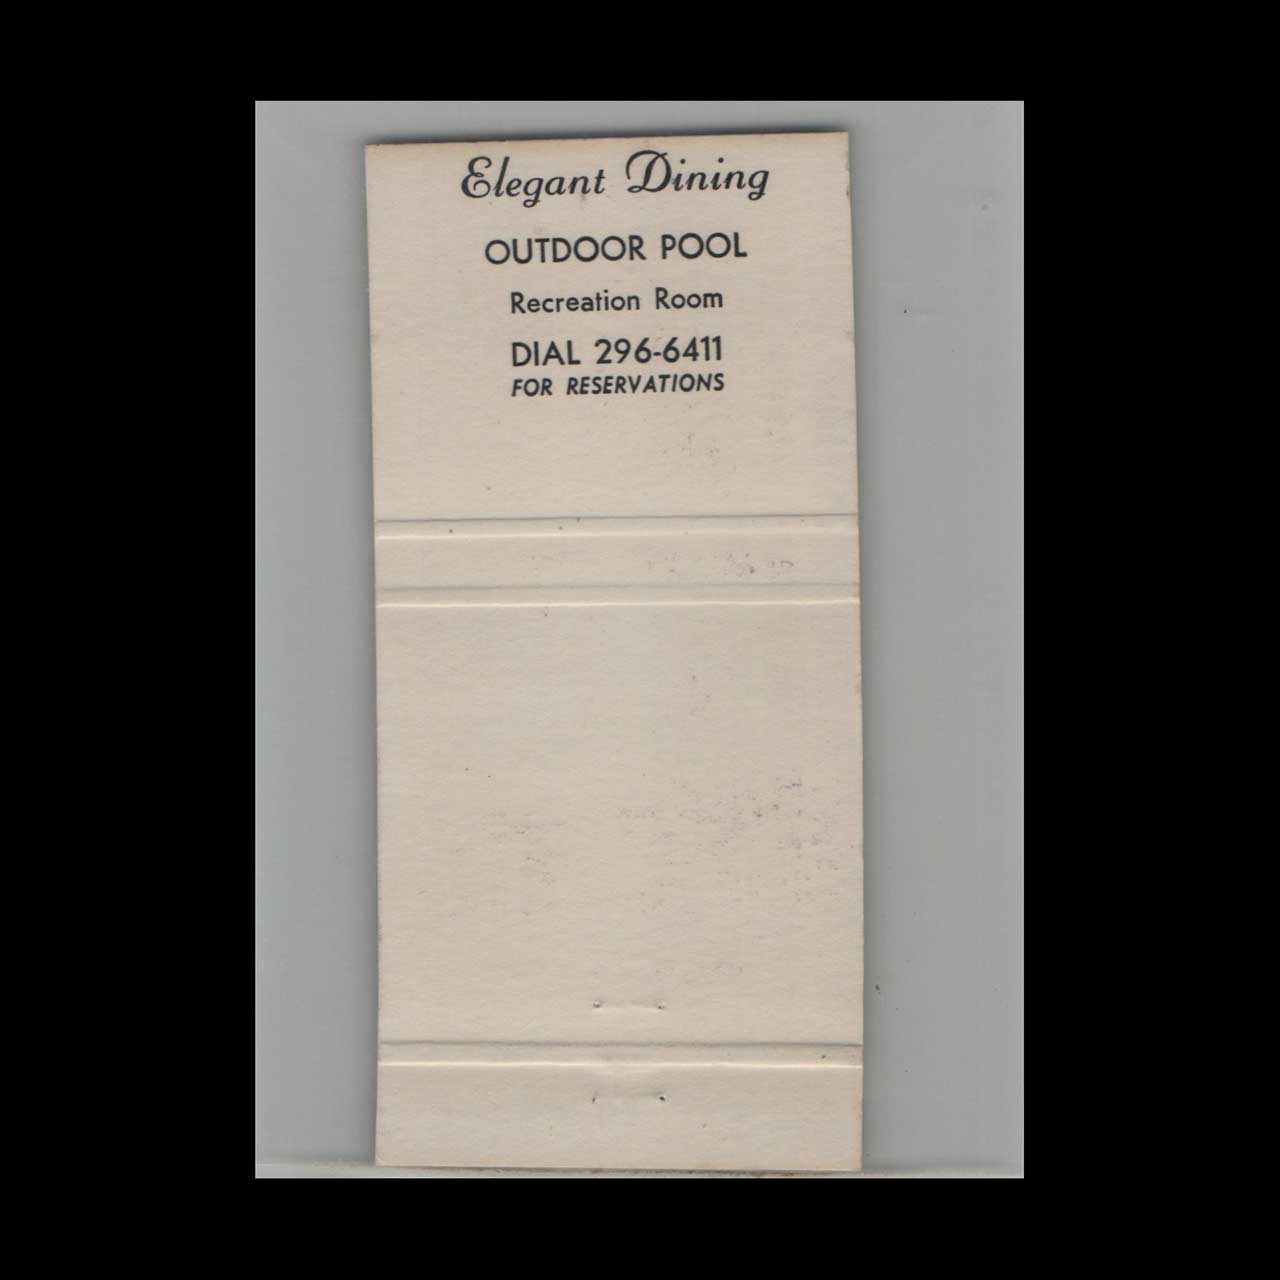 Elegant Dining
OUTDOOR POOL
Recreation Room
DIAL 296-6411
FOR RESERVATIONS